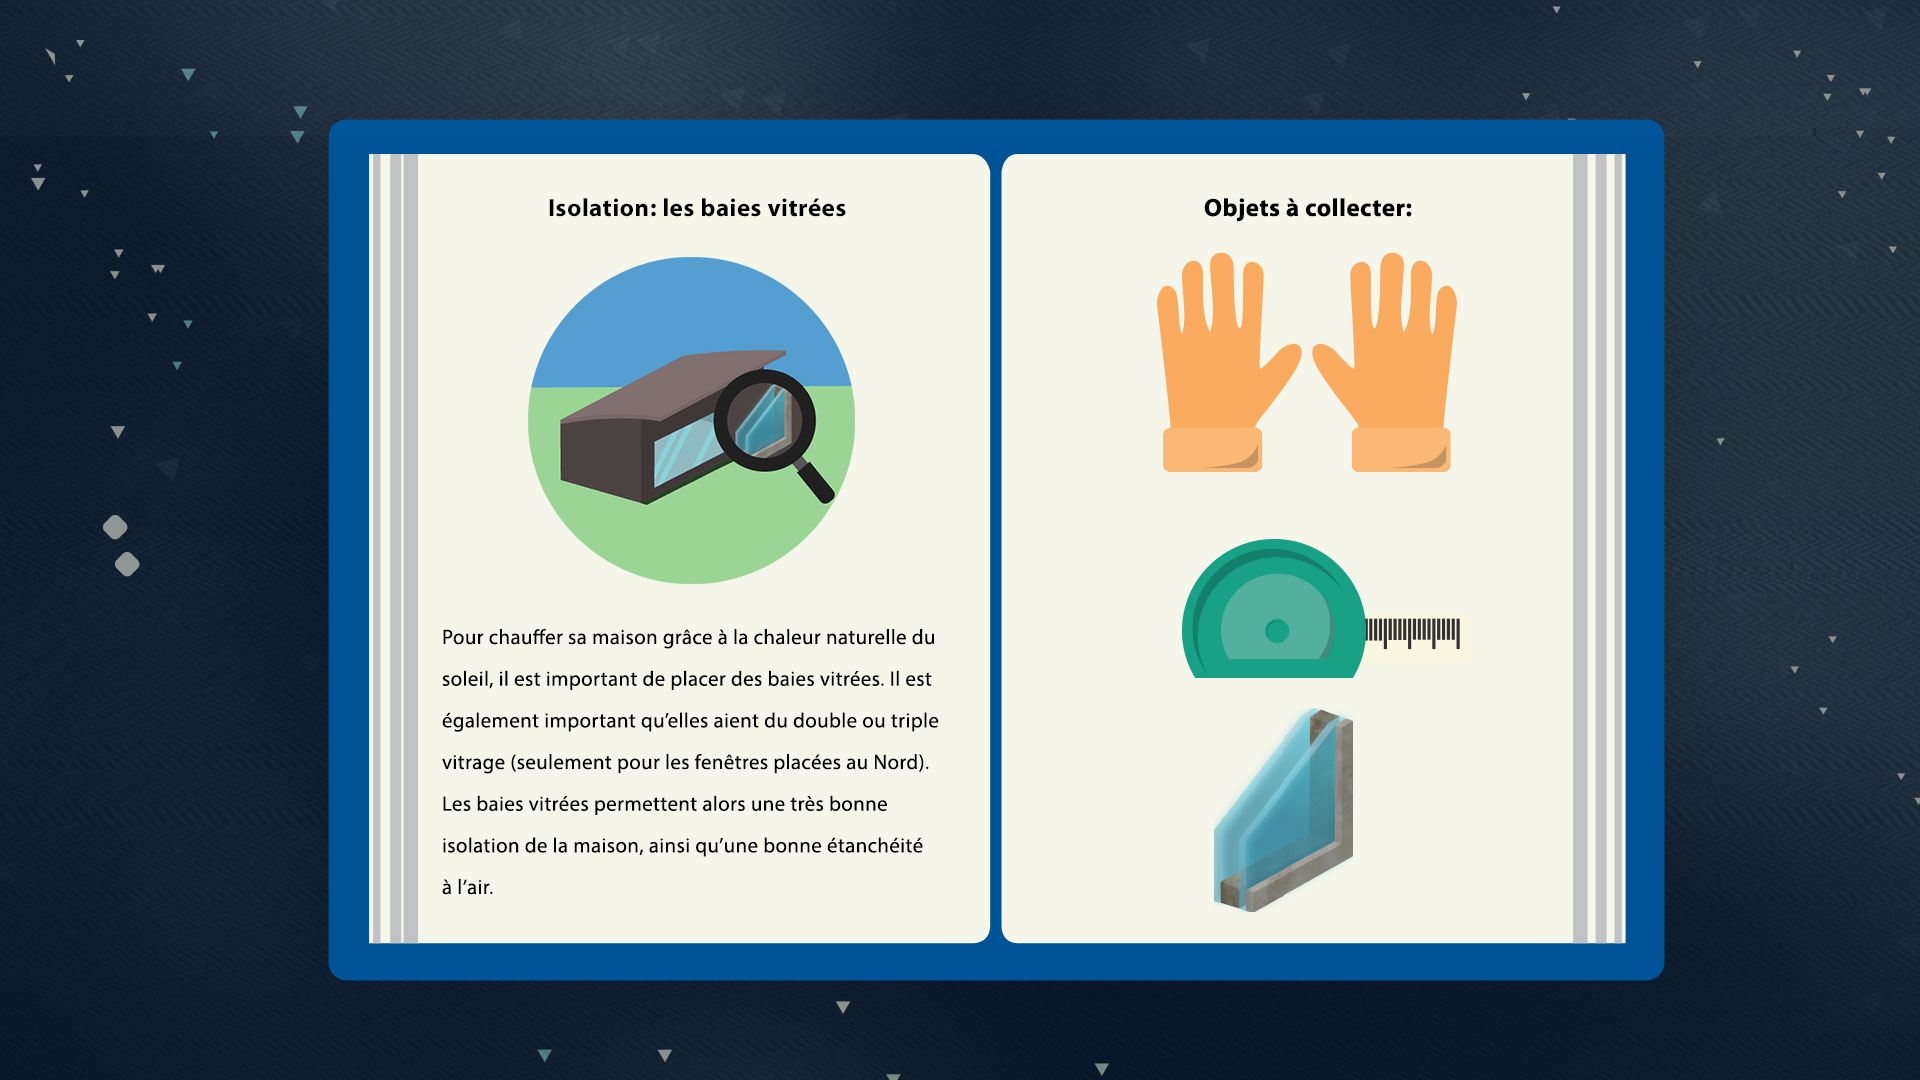 Isolation: les baies vitrées
Pour chauffer sa maison grâce à la chaleur naturelle du
soleil, il est important de placer des baies vitrées. Il est
également important qu’elles aient du double ou triple
vitrage (seulement pour les fenêtres placées au Nord).
Les baies vitrées permettent alors une très bonne
isolation de la maison, ainsi qu’une bonne étanchéité
à l’air.
Objets à collecter: